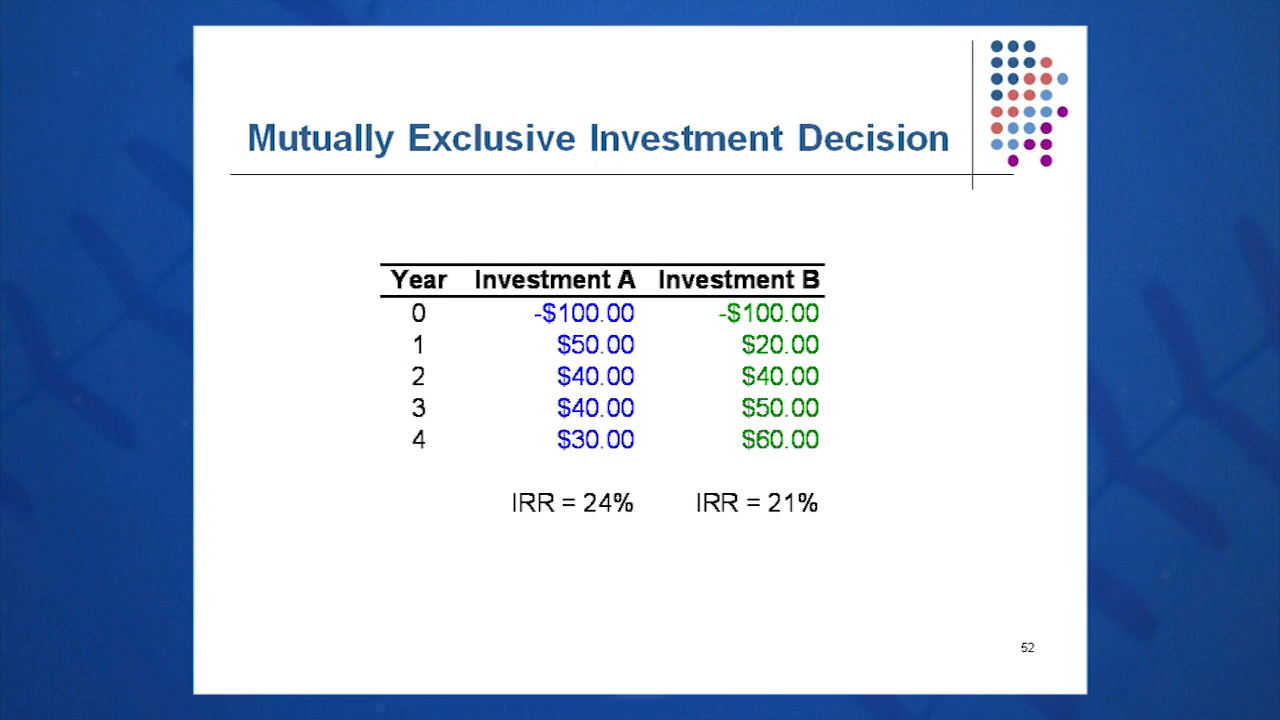 Mutually Exclusive Investment Decision
Year Investment A Investment B
0 -$100.00 -$100.00
1 $50.00 $20.00
2 $40.00 $40.00
3 $40.00 $50.00
4 $30.00 $60.00
IRR = 24% IRR = 21%
52